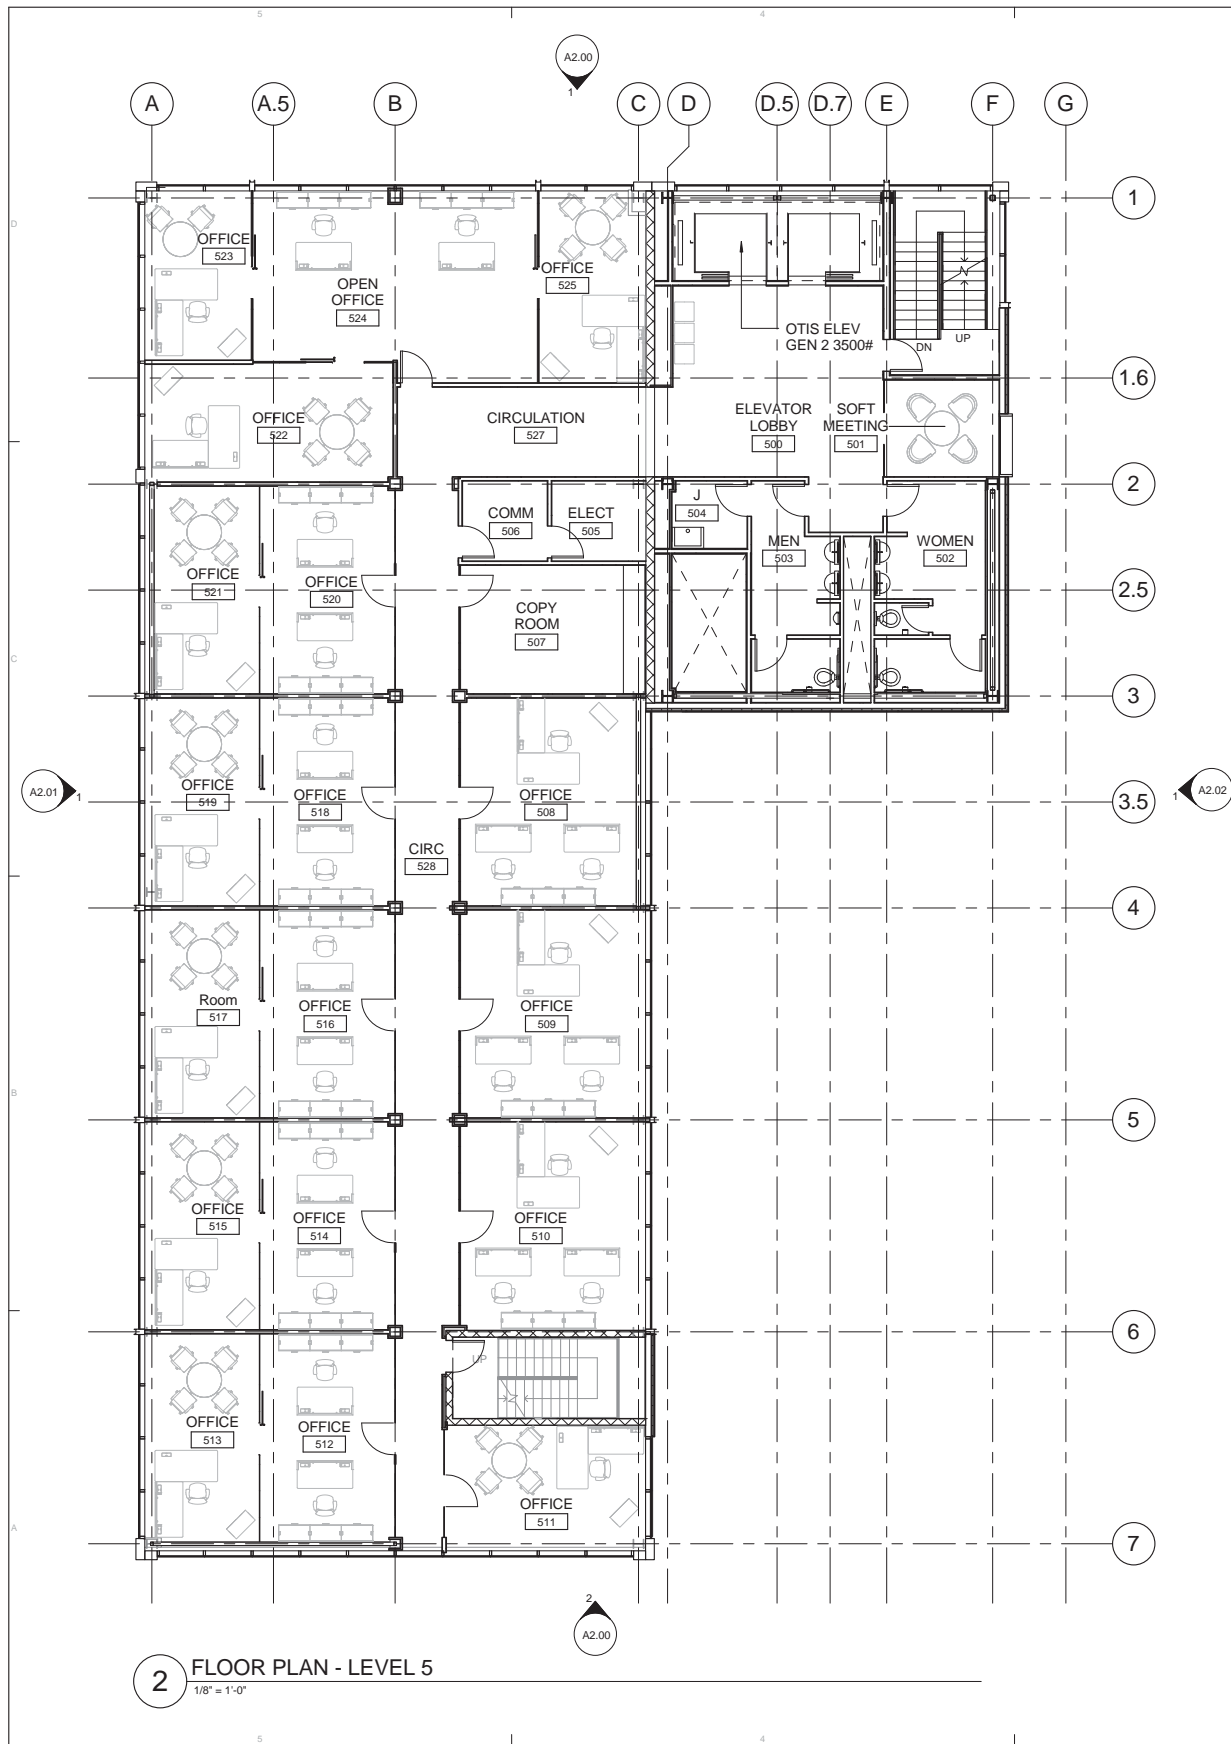 5
4
A2.00
1
A
A.5
B
C
D
D.5
D.7
E
F
G
1
D
OFFICE
523
OPEN
OFFICE
524
OFFICE
525
OTIS ELEV
GEN 2 3500#
DN
UP
1.6
OFFICE
522
CIRCULATION
527
ELEVATOR
LOBBY
500
SOFT
MEETING
501
2
COMM
506
ELECT
505
J
504
MEN
503
WOMEN
502
OFFICE
521
OFFICE
520
2.5
COPY
ROOM
507
C
3
A2.01
1
OFFICE
519
OFFICE
518
OFFICE
508
3.5
1
A2.02
CIRC
528
4
Room
517
OFFICE
516
OFFICE
509
B
5
OFFICE
515
OFFICE
514
OFFICE
510
6
UP
OFFICE
513
OFFICE
512
OFFICE
511
A
7
2
A2.00
2
FLOOR PLAN - LEVEL 5
1/8" = 1'-0"
5
4